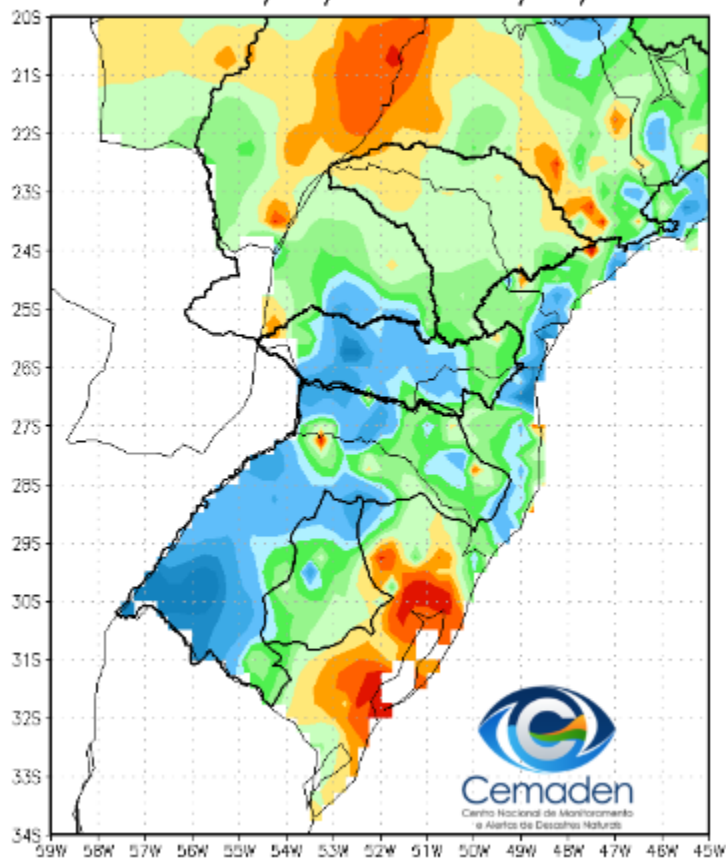 20S
21S
22S
23S
24S
25S
26S
27S
28S
29S
30S
31S
32S
33S
34S
59W 58W 57W 56W 55W 54W 53W 52W 51W 50W 49W 48W 47W 46W 45W
Cemaden
Centro Nacional de Monitoramento
e Alertas de Desastres Naturais